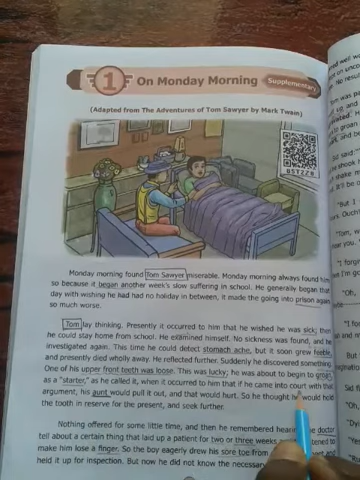 1 On Monday Morning Supplementary
(Adapted from The Adventures of Tom Sawyer by Mark Twain)
Monday morning found Tom Sawyer miserable. Monday morning always found him
so because it began another week's slow suffering in school. He generally began that
day with wishing he had had no holiday in between, it made the going into prison again
so much worse.
Tom lay thinking. Presently it occurred to him that he wished he was sick; then
he could stay home from school. He examined himself. No sickness was found, and he
investigated again. This time he could detect stomach ache, but it soon grew feeble,
and presently died wholly away. He reflected further. Suddenly he discovered something.
One of his upper front teeth was loose. This was lucky; he was about to begin to groan,
as a "starter," as he called it, when it occurred to him that if he came into court with that
argument, his aunt would pull it out, and that would hurt. So he thought he would hold
the tooth in reserve for the present, and seek further.
Nothing offered for some little time, and then he remembered hearing the doctor
tell about a certain thing that laid up a patient for two or three weeks
make him lose a finger. So the boy eagerly drew his sore toe from
held it up for inspection. But now he did not know the necessary